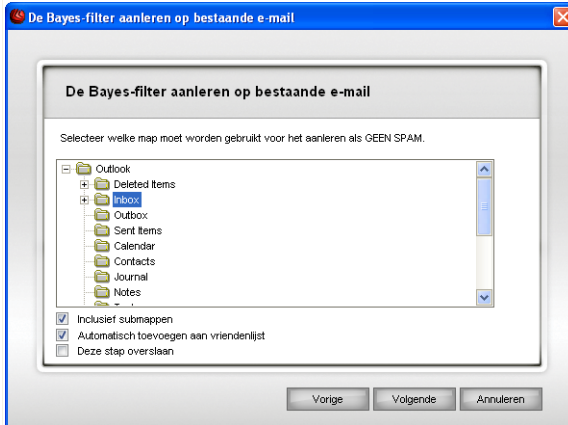 De Bayes-filter aanleren op bestaande e-mail
De Bayes-filter aanleren op bestaande e-mail
Selecteer welke map moet worden gebruikt voor het aanleren als GEEN SPAM.
Outlook
Deleted Items
Inbox
Outbox
Sent Items
Calendar
Contacts
Journal
Notes
Inclusief submappen
Automatisch toevoegen aan vriendenlijst
Deze stap overslaan
Vorige Volgende Annuleren